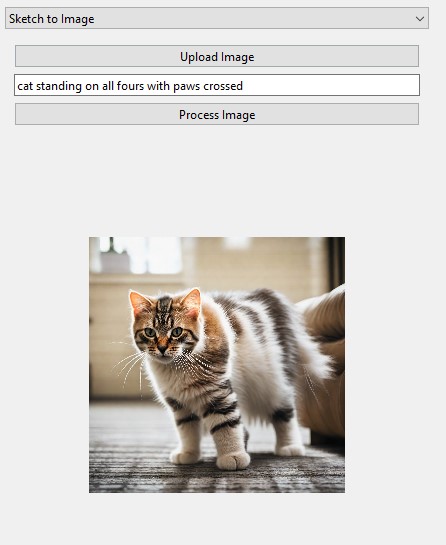 Sketch to Image
Upload Image
cat standing on all fours with paws crossed
Process Image